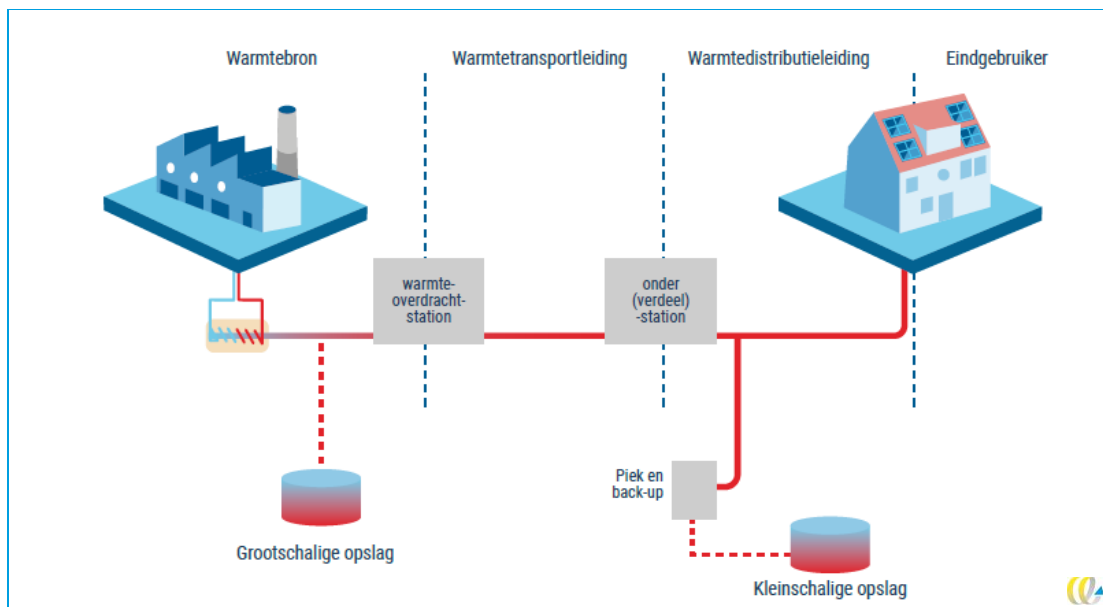 Warmtebron
Warmtetransportleiding
Warmtedistributieleiding
Eindgebruiker
warmte-
overdracht-
station
onder
(verdeel)
-station
Piek en
back-up
Grootschalige opslag
Kleinschalige opslag